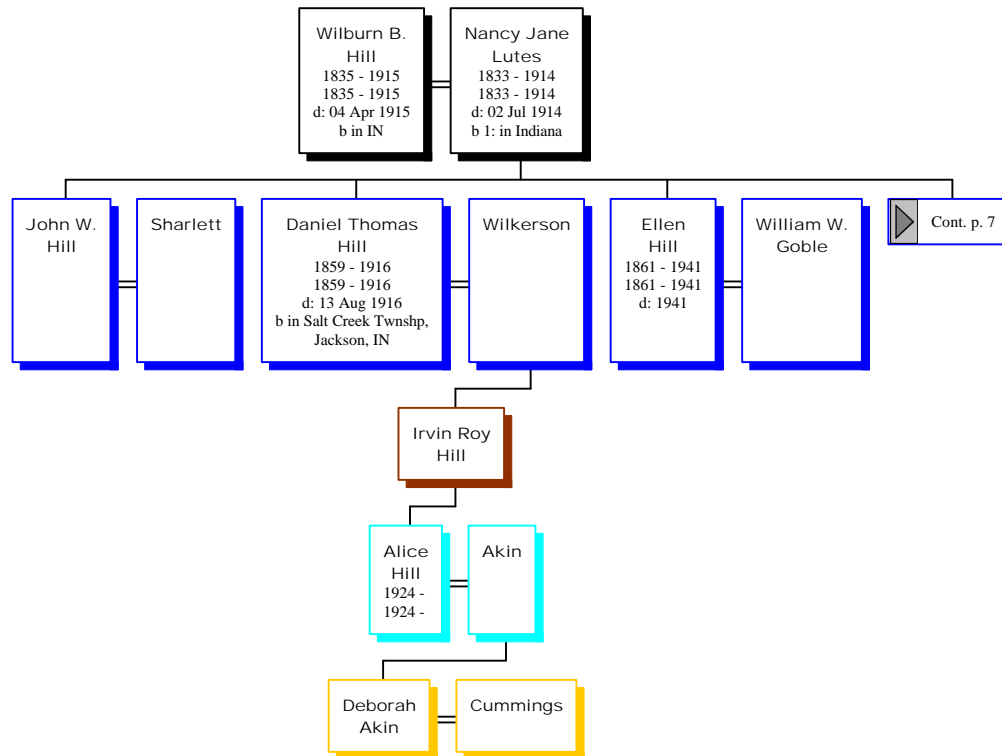 Wilburn B.
Hill
1835 - 1915
1835 - 1915
d: 04 Apr 1915
b in IN
Nancy Jane
Lutes
1833 - 1914
1833 - 1914
d: 02 Jul 1914
b 1: in Indiana
John W.
Hill
Sharlett
Daniel Thomas
Hill
1859 - 1916
1859 - 1916
d: 13 Aug 1916
b in Salt Creek Twnshp,
Jackson, IN
Wilkerson
Ellen
Hill
1861 - 1941
1861 - 1941
d: 1941
William W.
Goble
Cont. p. 7
Irvin Roy
Hill
Alice
Hill
1924 -
1924 -
Akin
Deborah
Akin
Cummings